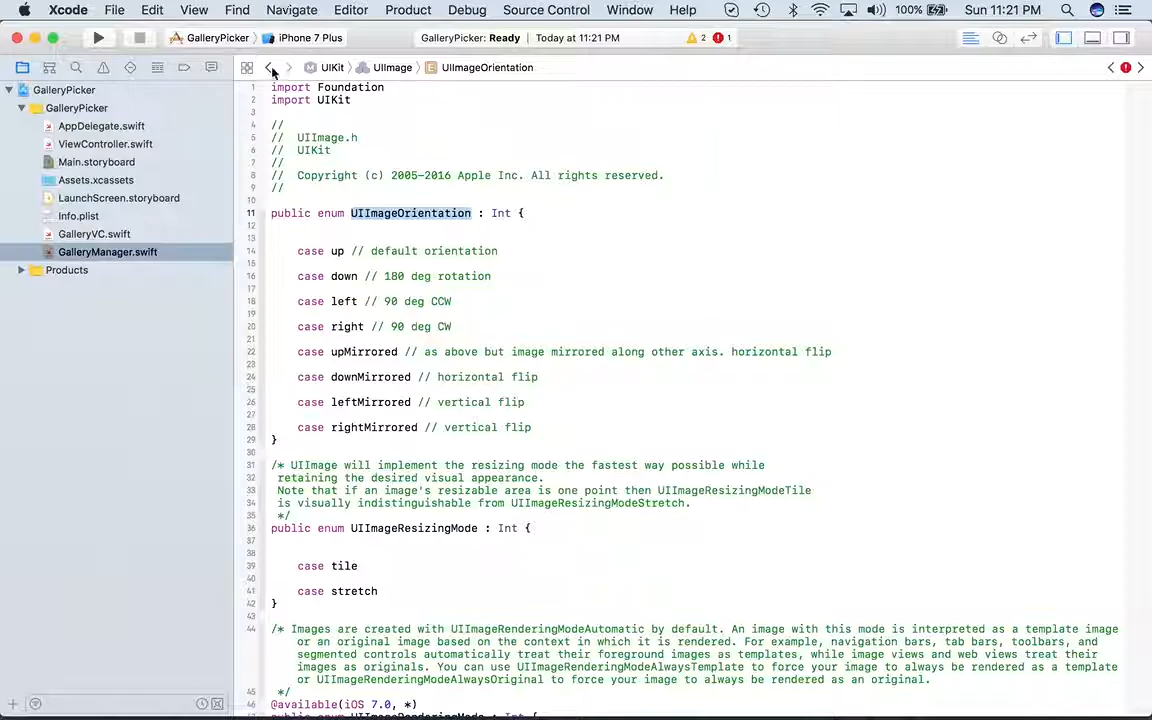 Xcode File Edit View Find Navigate Editor Product Debug Source Control Window Help 100% Sun 11:21 PM
GalleryPicker iPhone 7 Plus GalleryPicker: Ready Today at 11:21 PM 2 1
UIKit UIImage UIImageOrientation
GalleryPicker
GalleryPicker
AppDelegate.swift
ViewController.swift
Main.storyboard
Assets.xcassets
LaunchScreen.storyboard
Info.plist
GalleryVC.swift
GalleryManager.swift
Products
1 import Foundation
2 import UIKit
3
4 //
5 // UIImage.h
6 // UIKit
7 //
8 // Copyright (c) 2005-2016 Apple Inc. All rights reserved.
9 //
10
11 public enum UIImageOrientation : Int {
12
13
14 case up // default orientation
15
16 case down // 180 deg rotation
17
18 case left // 90 deg CCW
19
20 case right // 90 deg CW
21
22 case upMirrored // as above but image mirrored along other axis. horizontal flip
23
24 case downMirrored // horizontal flip
25
26 case leftMirrored // vertical flip
27
28 case rightMirrored // vertical flip
29 }
30
31 /* UIImage will implement the resizing mode the fastest way possible while
32 retaining the desired visual appearance.
33 Note that if an image's resizable area is one point then UIImageResizingModeTile
34 is visually indistinguishable from UIImageResizingModeStretch.
35 */
36 public enum UIImageResizingMode : Int {
37
38
39 case tile
40
41 case stretch
42 }
43
44 /* Images are created with UIImageRenderingModeAutomatic by default. An image with this mode is interpreted as a template image
or an original image based on the context in which it is rendered. For example, navigation bars, tab bars, toolbars, and
segmented controls automatically treat their foreground images as templates, while image views and web views treat their
images as originals. You can use UIImageRenderingModeAlwaysTemplate to force your image to always be rendered as a template
or UIImageRenderingModeAlwaysOriginal to force your image to always be rendered as an original.
45 */
46 @available(iOS 7.0, *)
47 public enum UIImageRenderingMode : Int {